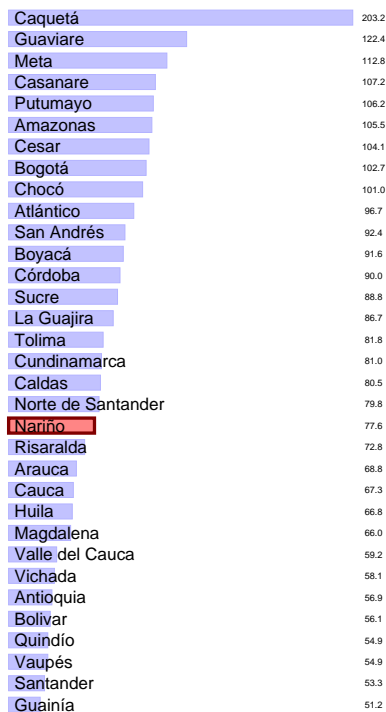 Caquetá 203.2
Guaviare 122.4
Meta 112.8
Casanare 107.2
Putumayo 106.2
Amazonas 105.5
Cesar 104.1
Bogotá 102.7
Chocó 101.0
Atlántico 96.7
San Andrés 92.4
Boyacá 91.6
Córdoba 90.0
Sucre 88.8
La Guajira 86.7
Tolima 81.8
Cundinamarca 81.0
Caldas 80.5
Norte de Santander 79.8
Nariño 77.6
Risaralda 72.8
Arauca 68.8
Cauca 67.3
Huila 66.8
Magdalena 66.0
Valle del Cauca 59.2
Vichada 58.1
Antioquia 56.9
Bolivar 56.1
Quindío 54.9
Vaupés 54.9
Santander 53.3
Guainía 51.2